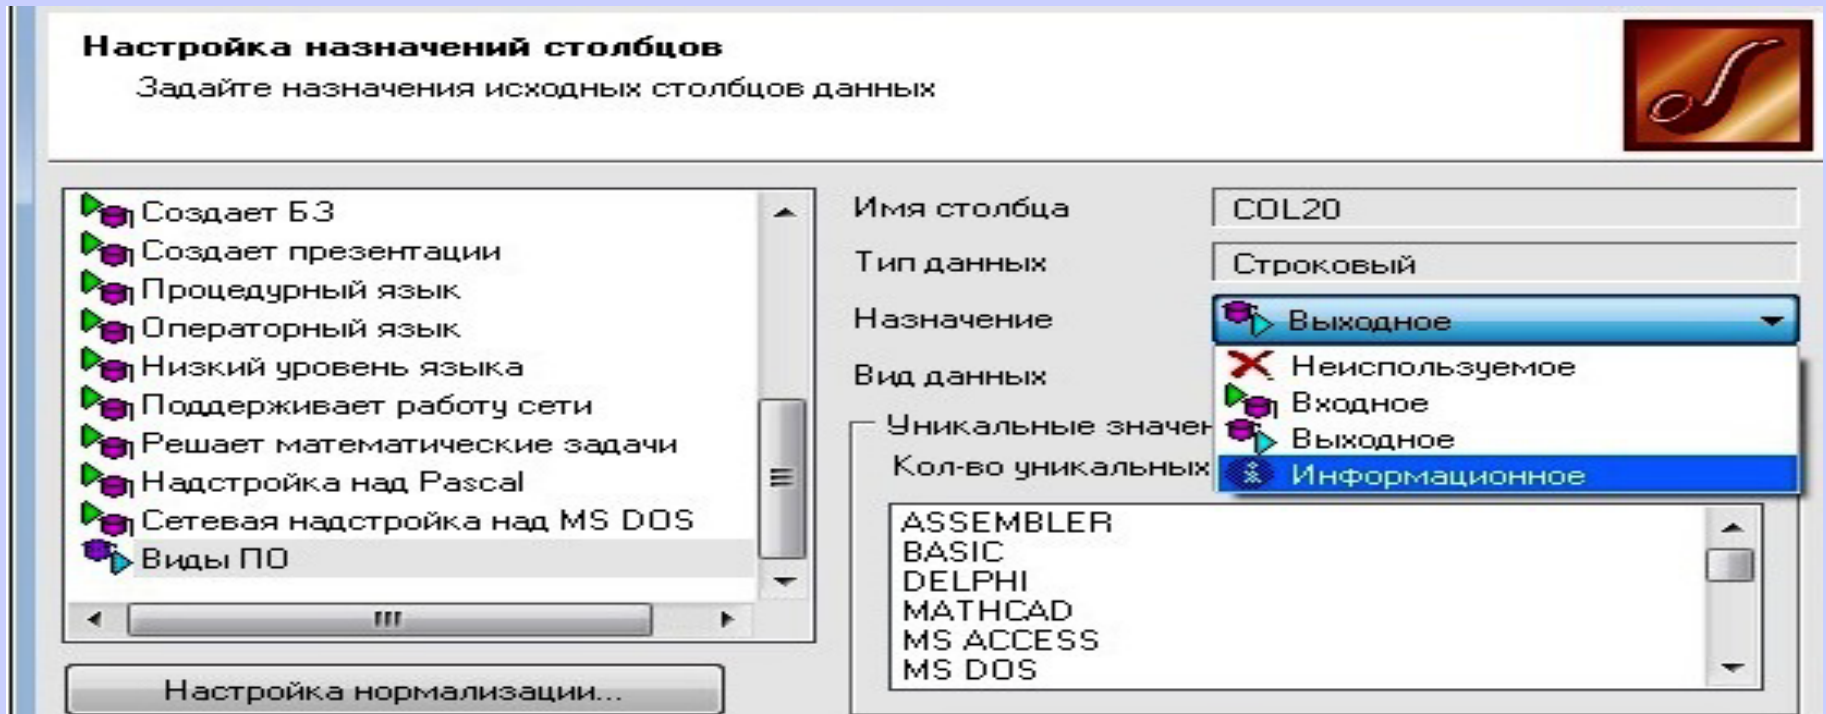 Настройка назначений столбцов
Задайте назначения исходных столбцов данных
Создает БЗ
Создает презентации
Процедурный язык
Операторный язык
Низкий уровень языка
Поддерживает работу сети
Решает математические задачи
Надстройка над Pascal
Сетевая надстройка над MS DOS
Виды ПО
Настройка нормализации...
Имя столбца COL20
Тип данных Строковый
Назначение Выходное
Неиспользуемое
Вид данных
Входное
Уникальные значен
Выходное
Кол-во уникальных
Информационное
ASSEMBLER
BASIC
DELPHI
MATHCAD
MS ACCESS
MS DOS